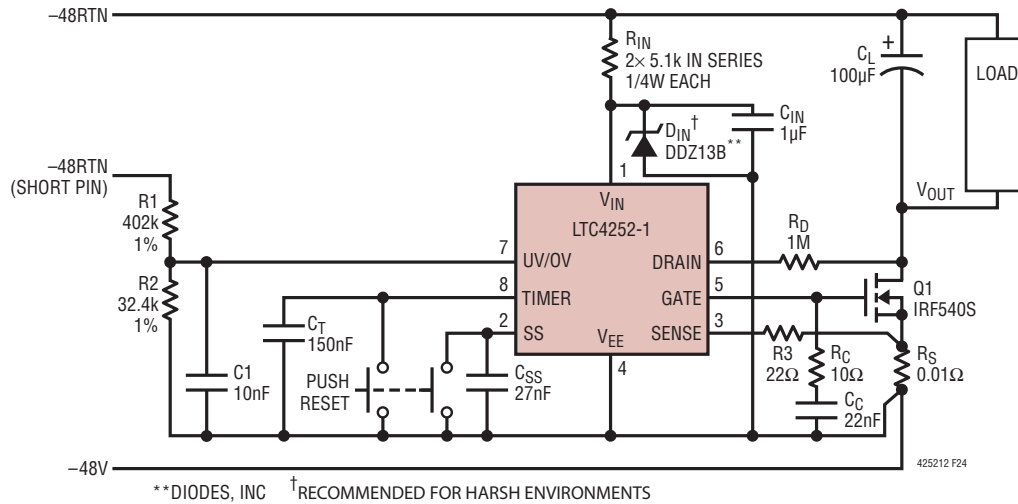 –48RTN
RIN
2× 5.1k IN SERIES
1/4W EACH
CL
100µF
+
LOAD
CIN
1µF
DIN†
DDZ13B**
–48RTN
(SHORT PIN)
1
VIN
LTC4252-1
VOUT
R1
402k
1%
RD
1M
7
UV/OV
DRAIN
6
R2
32.4k
1%
8
TIMER
GATE
5
Q1
IRF540S
2
SS
VEE
SENSE
3
4
CT
150nF
R3
22Ω
RC
10Ω
RS
0.01Ω
C1
10nF
PUSH
RESET
CSS
27nF
CC
22nF
–48V
425212 F24
**DIODES, INC †RECOMMENDED FOR HARSH ENVIRONMENTS